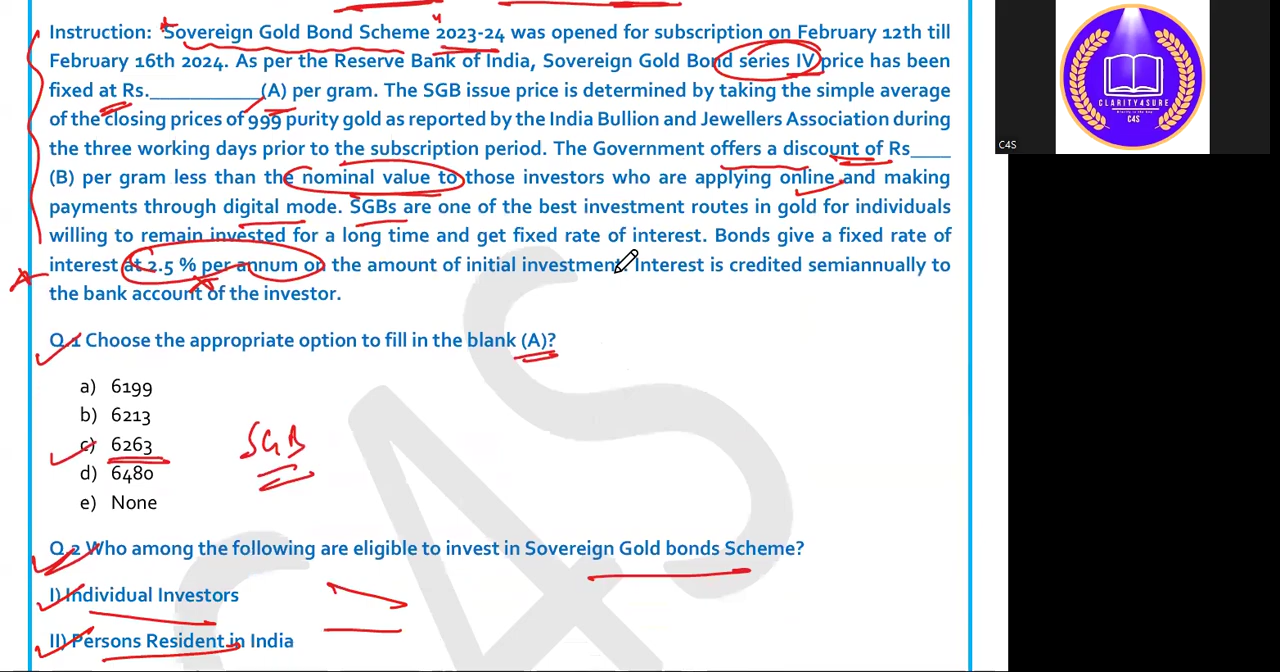 Instruction: Sovereign Gold Bond Scheme 2023-24 was opened for subscription on February 12th till
February 16th 2024. As per the Reserve Bank of India, Sovereign Gold Bond series IV price has been
fixed at Rs.____________(A) per gram. The SGB issue price is determined by taking the simple average
of the closing prices of 999 purity gold as reported by the India Bullion and Jewellers Association during
the three working days prior to the subscription period. The Government offers a discount of Rs____
(B) per gram less than the nominal value to those investors who are applying online and making
payments through digital mode. SGBs are one of the best investment routes in gold for individuals
willing to remain invested for a long time and get fixed rate of interest. Bonds give a fixed rate of
interest at 2.5 % per annum on the amount of initial investment. Interest is credited semiannually to
the bank account of the investor.
Q.1 Choose the appropriate option to fill in the blank (A)?
a) 6199
b) 6213
c) 6263
d) 6480
e) None
SGB
Q.2 Who among the following are eligible to invest in Sovereign Gold bonds Scheme?
I) Individual Investors
II) Persons Resident in India
C4S
CLARITY4SURE
C4S
C4S